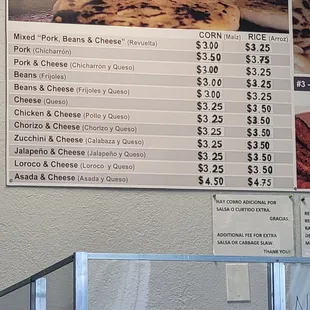 CORN (Maíz) RICE (Arroz)
Mixed "Pork, Beans & Cheese" (Revuelta) $3.00 $3.25
Pork (Chicharrón) $3.50 $3.75
Pork & Cheese (Chicharrón y Queso) $3.00 $3.25
Beans (Frijoles) $3.00 $3.25
Beans & Cheese (Frijoles y Queso) $3.00 $3.25
Cheese (Queso) $3.25 $3.50
Chicken & Cheese (Pollo y Queso) $3.25 $3.50
Chorizo & Cheese (Chorizo y Queso) $3.25 $3.50
Zucchini & Cheese (Calabaza y Queso) $3.25 $3.50
Jalapeño & Cheese (Jalapeño y Queso) $3.25 $3.50
Loroco & Cheese (Loroco y Queso) $3.25 $3.50
Asada & Cheese (Asada y Queso) $4.50 $4.75
#3
HAY COBRO ADICIONAL POR
SALSA O CURTIDO EXTRA.
GRACIAS.
ADDITIONAL FEE FOR EXTRA
SALSA OR CABBAGE SLAW
THANK YOU!